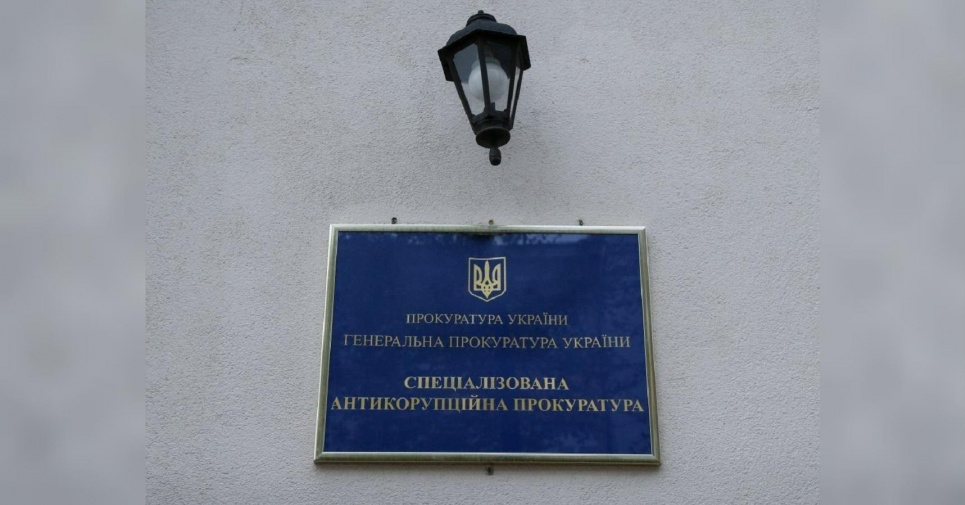 ПРОКУРАТУРА УКРАЇНИ
ГЕНЕРАЛЬНА ПРОКУРАТУРА УКРАЇНИ
СПЕЦІАЛІЗОВАНА
АНТИКОРУПЦІЙНА ПРОКУРАТУРА